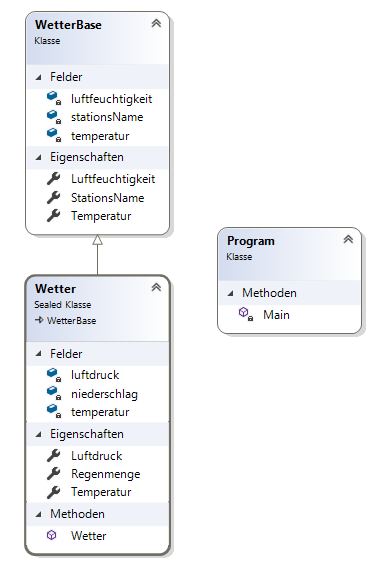 WetterBase
Klasse
Felder
luftfeuchtigkeit
stationsName
temperatur
Eigenschaften
Luftfeuchtigkeit
StationsName
Temperatur
Wetter
Sealed Klasse
WetterBase
Felder
luftdruck
niederschlag
temperatur
Eigenschaften
Luftdruck
Regenmenge
Temperatur
Methoden
Wetter
Program
Klasse
Methoden
Main